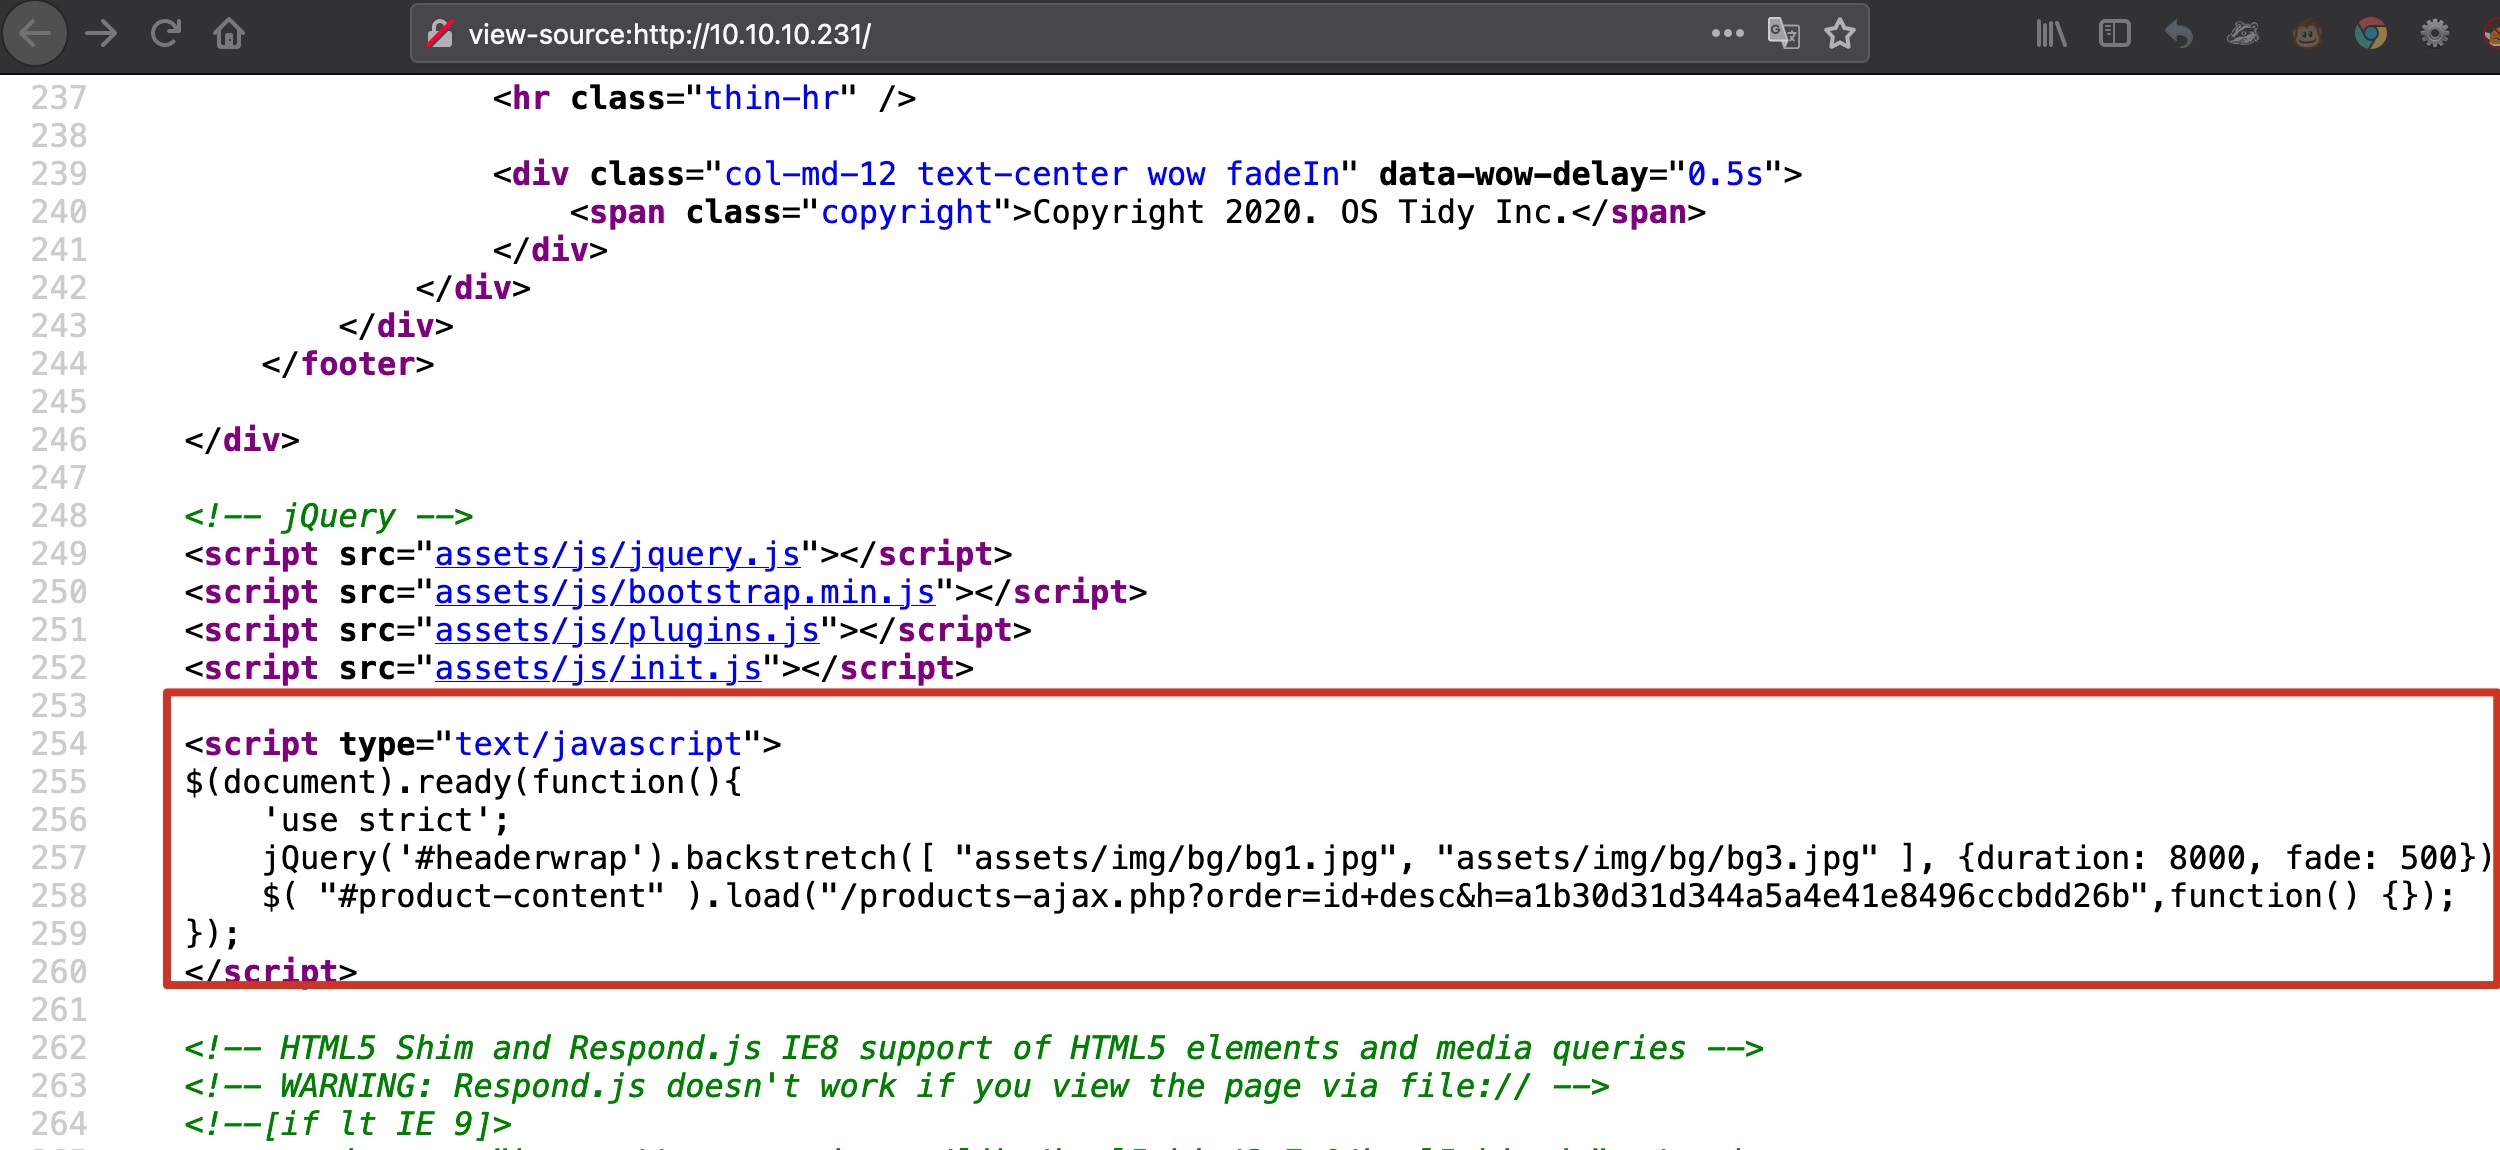 view-source:http://10.10.10.231/
237 <hr class="thin-hr" />
238
239 <div class="col-md-12 text-center wow fadeIn" data-wow-delay="0.5s">
240 <span class="copyright">Copyright 2020. OS Tidy Inc.</span>
241 </div>
242 </div>
243 </div>
244 </footer>
245
246 </div>
247
248 <!-- jQuery -->
249 <script src="assets/js/jquery.js"></script>
250 <script src="assets/js/bootstrap.min.js"></script>
251 <script src="assets/js/plugins.js"></script>
252 <script src="assets/js/init.js"></script>
253
254 <script type="text/javascript">
255 $(document).ready(function(){
256 'use strict';
257 jQuery('#headerwrap').backstretch([ "assets/img/bg/bg1.jpg", "assets/img/bg/bg3.jpg" ], {duration: 8000, fade: 500})
258 $( "#product-content" ).load("/products-ajax.php?order=id+desc&h=a1b30d31d344a5a4e41e8496ccbdd26b",function() {});
259 });
260 </script>
261
262 <!-- HTML5 Shim and Respond.js IE8 support of HTML5 elements and media queries -->
263 <!-- WARNING: Respond.js doesn't work if you view the page via file:// -->
264 <!--[if lt IE 9]>